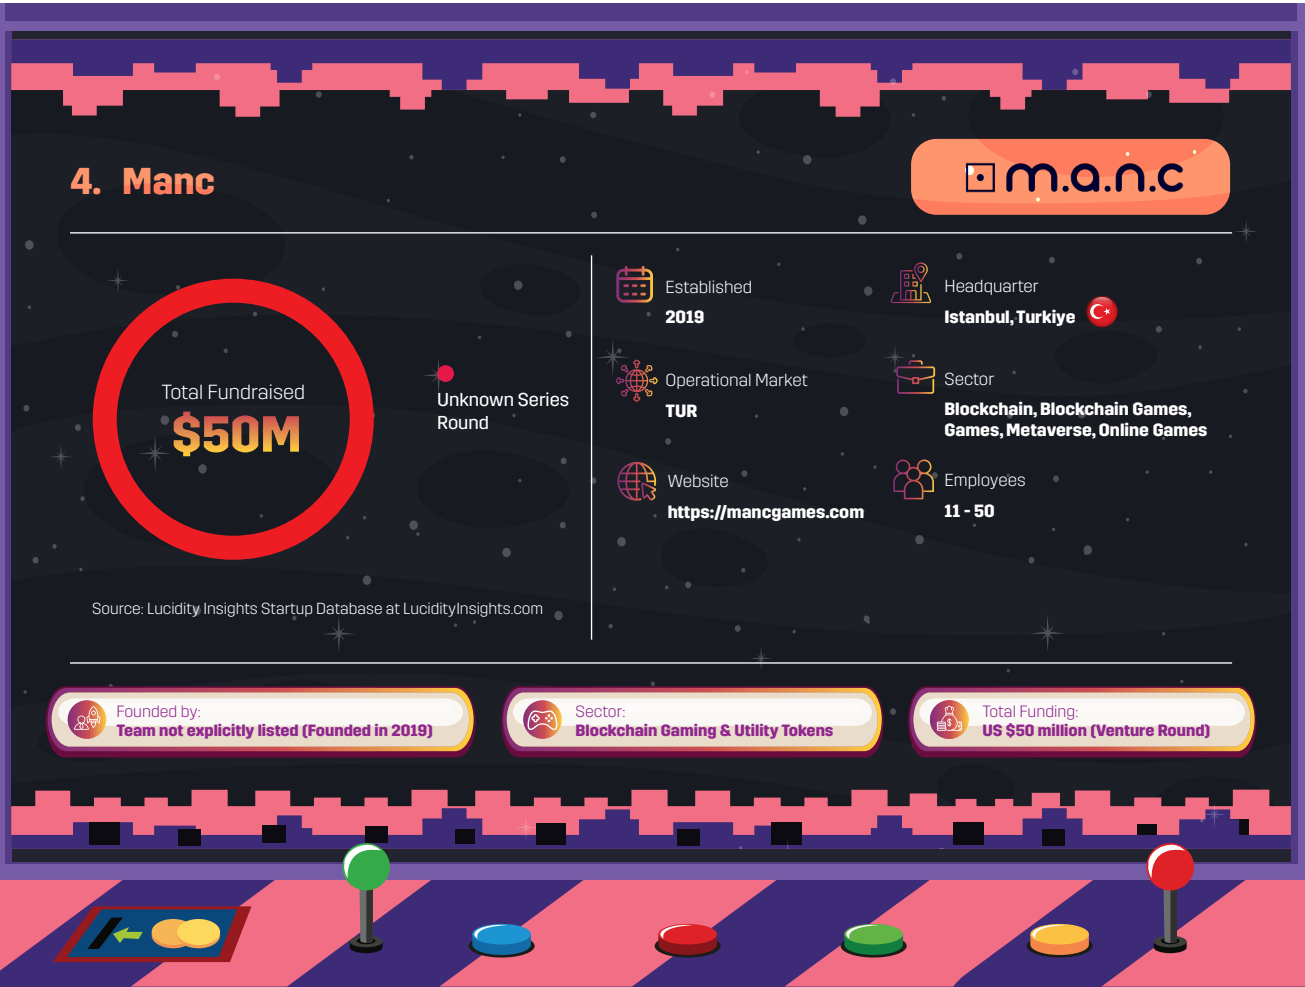 4. Manc
m.a.n.c
Total Fundraised
$50M
Unknown Series
Round
Source: Lucidity Insights Startup Database at LucidityInsights.com
Established
2019
Headquarter
Istanbul, Turkiye
Operational Market
TUR
Sector
Blockchain, Blockchain Games,
Games, Metaverse, Online Games
Website
https://mancgames.com
Employees
11 - 50
Founded by:
Team not explicitly listed (Founded in 2019)
Sector:
Blockchain Gaming & Utility Tokens
Total Funding:
US $50 million (Venture Round)